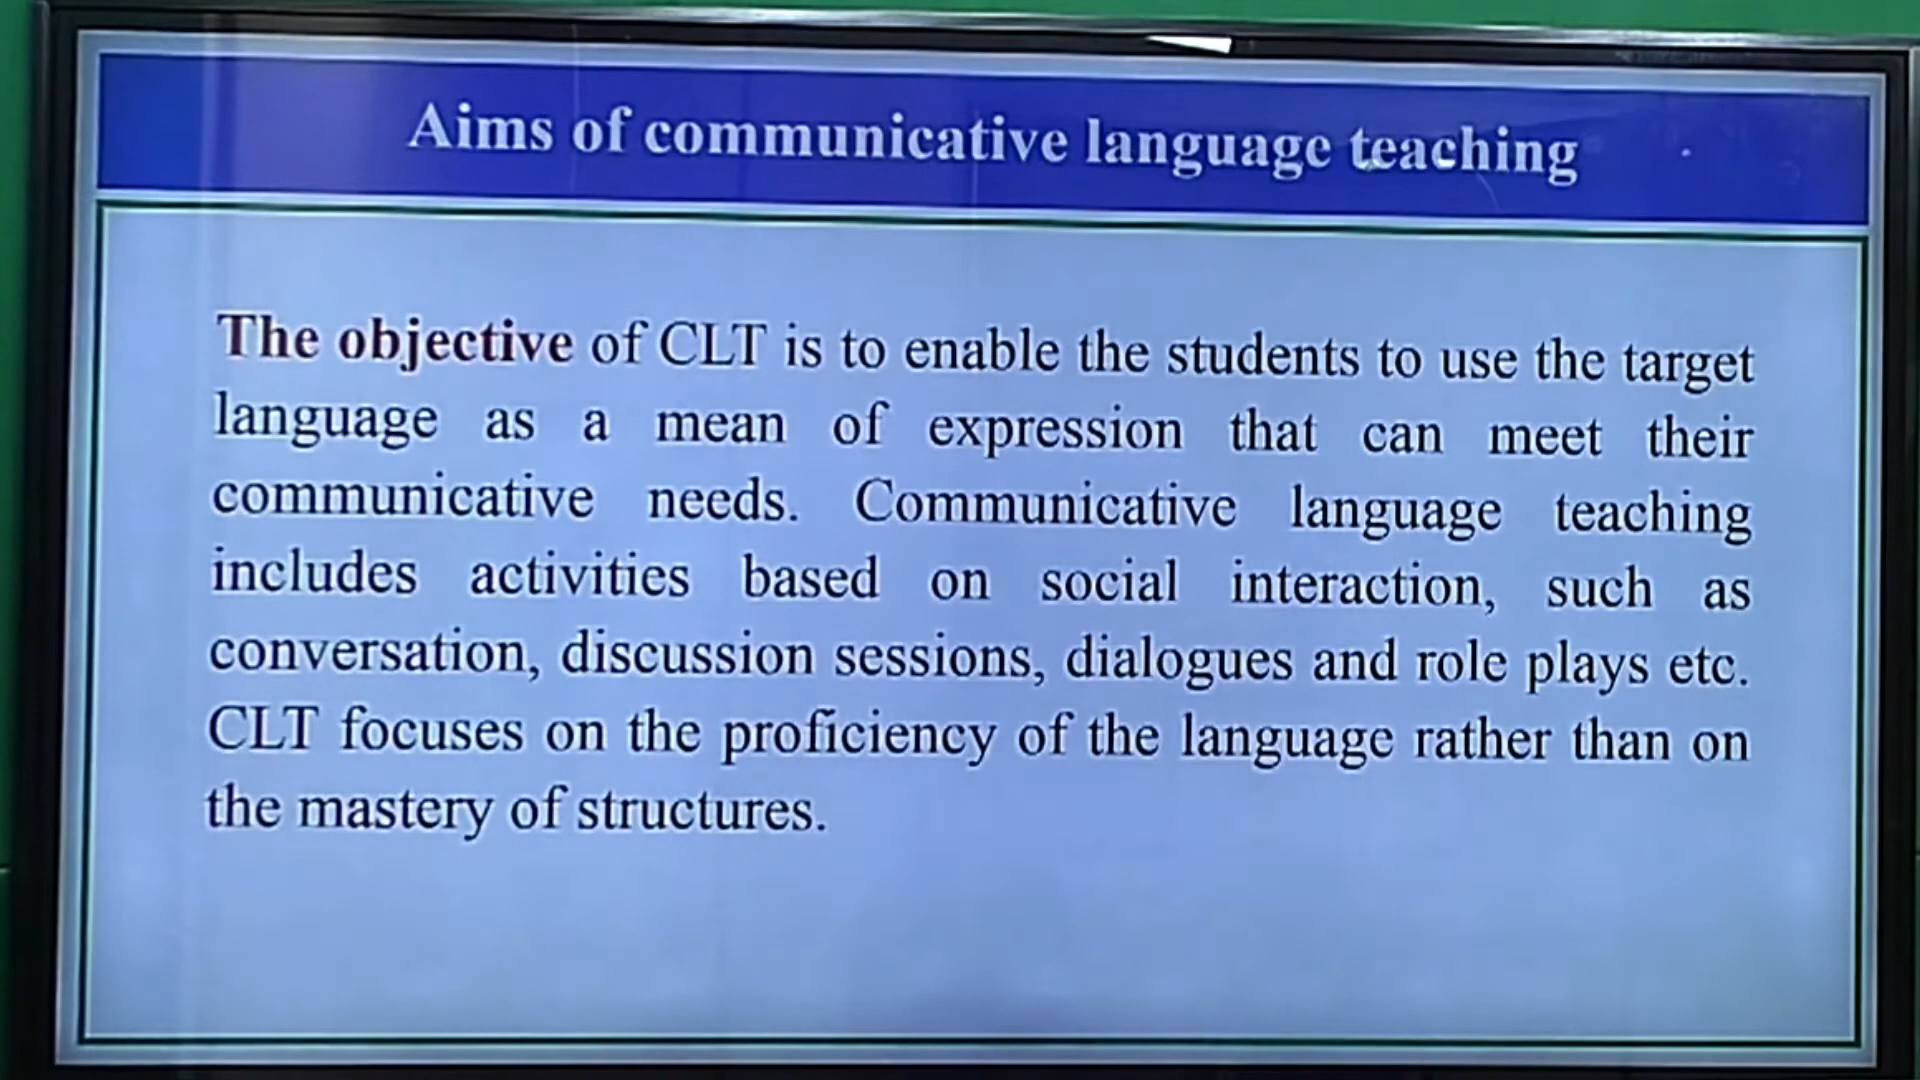 Aims of communicative language teaching
The objective of CLT is to enable the students to use the target
language as a mean of expression that can meet their
communicative needs. Communicative language teaching
includes activities based on social interaction, such as
conversation, discussion sessions, dialogues and role plays etc.
CLT focuses on the proficiency of the language rather than on
the mastery of structures.